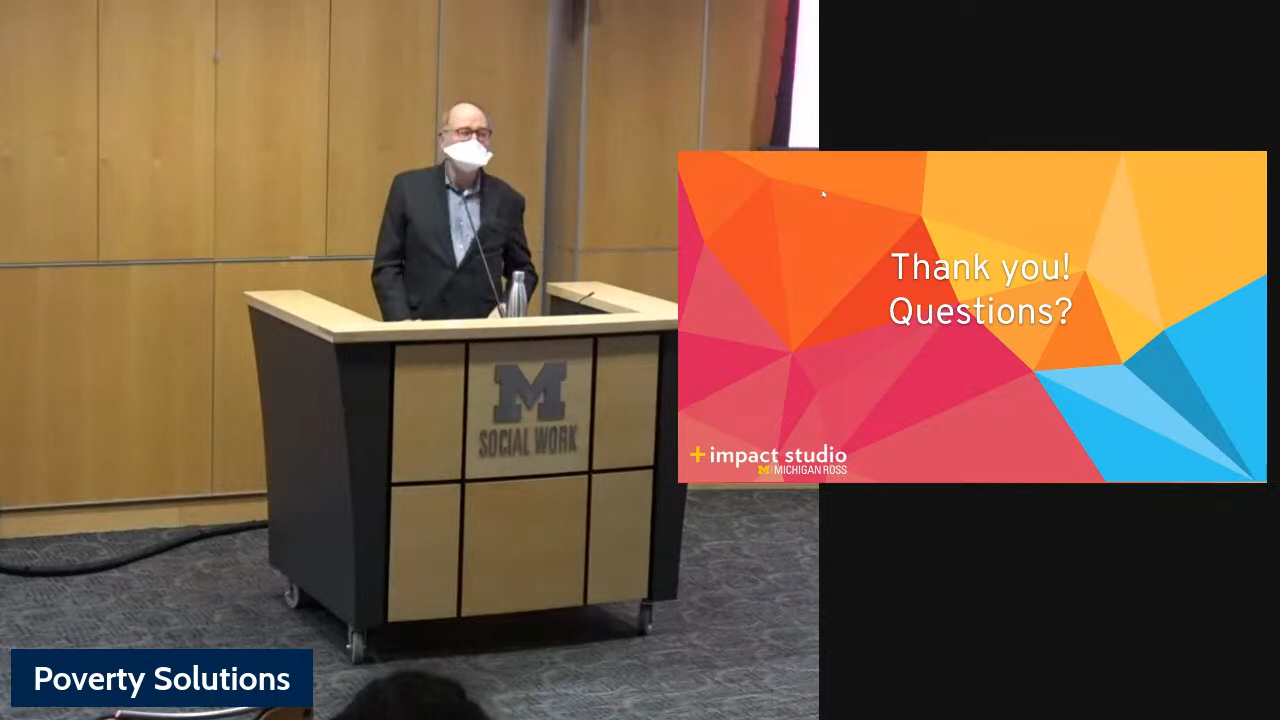 M
SOCIAL WORK
Thank you!
Questions?
+impact studio
M MICHIGAN ROSS
Poverty Solutions